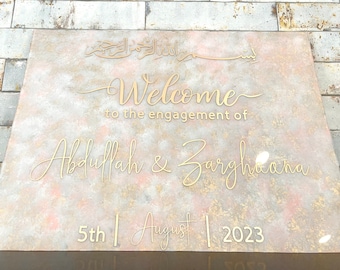 بسم الله الرحمن الرحيم
Welcome
to the engagement of
Abdullah & Zarghoona
5th | August | 2023